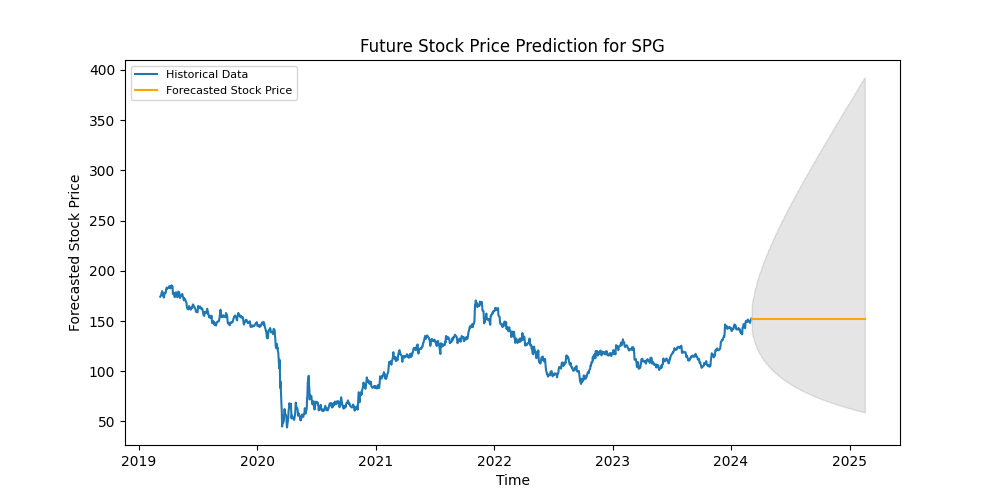 Future Stock Price Prediction for SPG
Historical Data
Forecasted Stock Price
400
350
300
250
200
150
100
50
Forecasted Stock Price
2019 2020 2021 2022 2023 2024 2025
Time